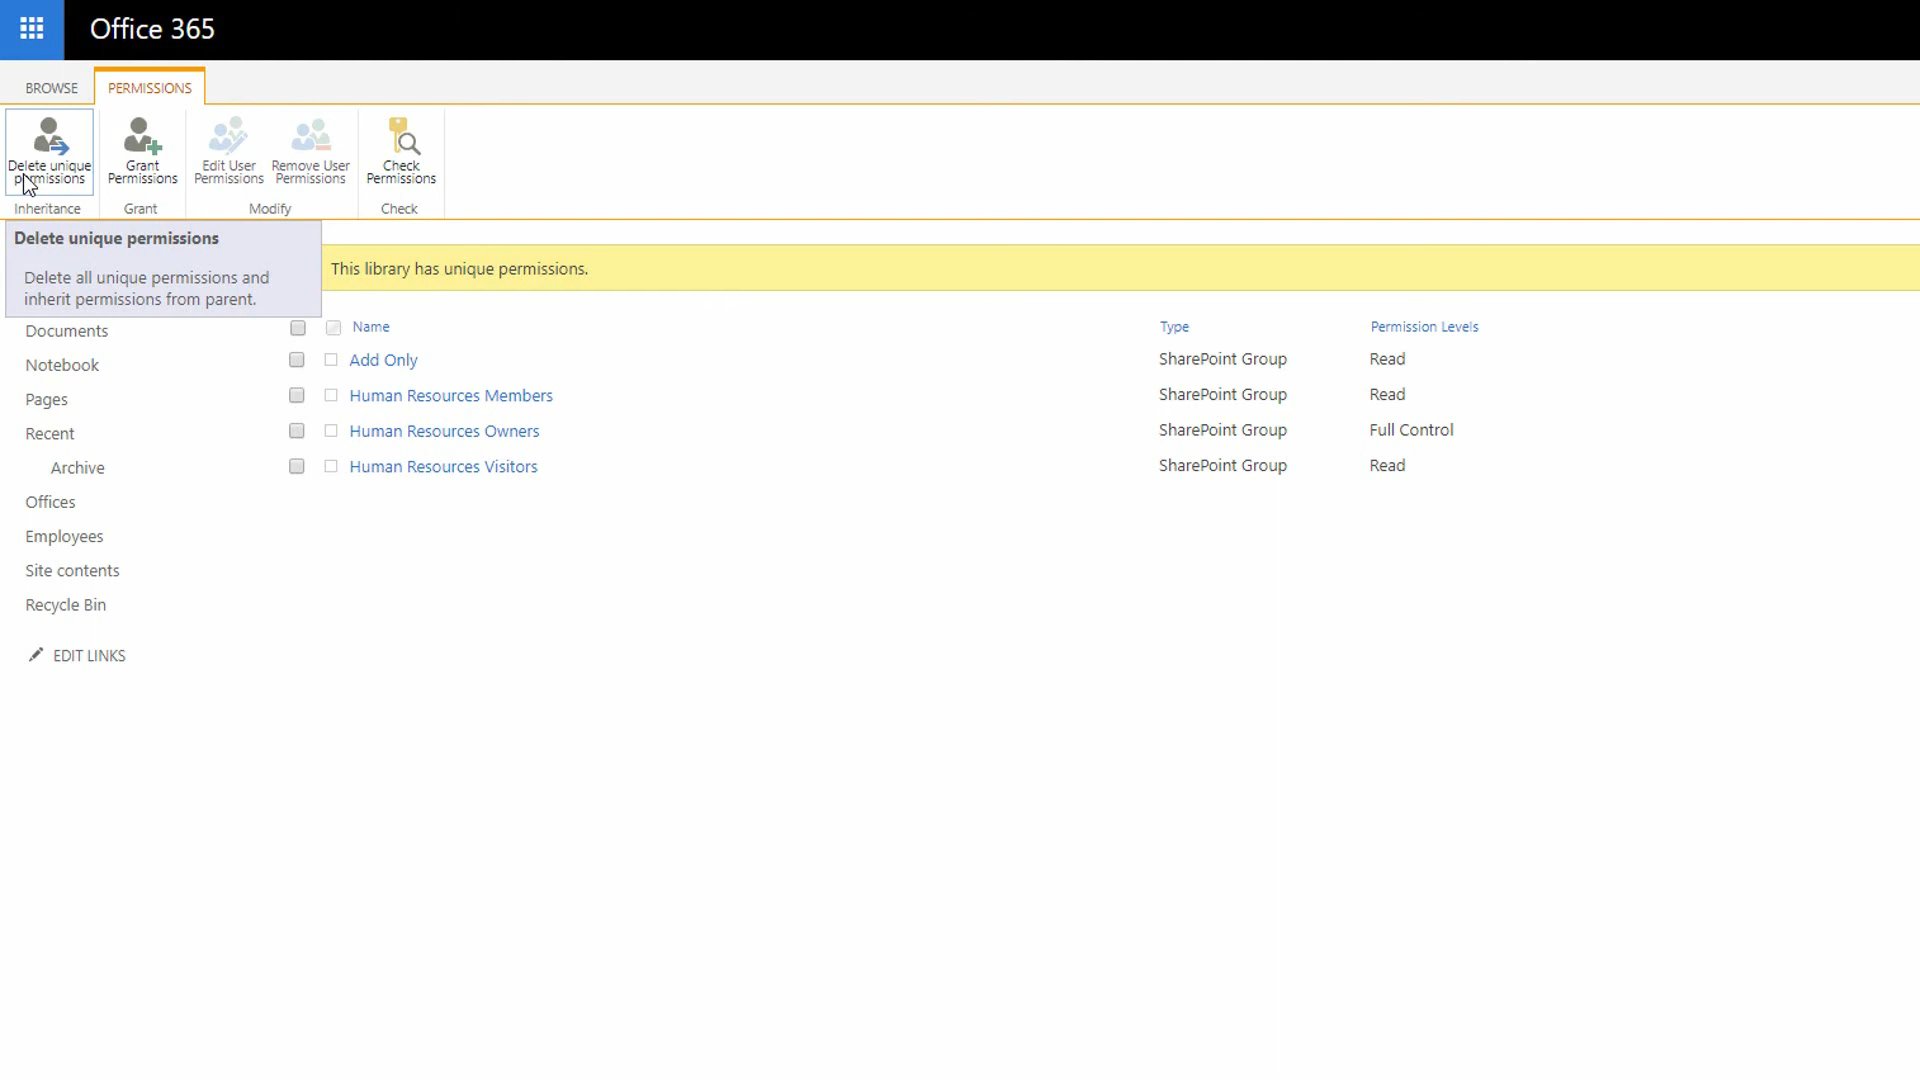 Office 365
BROWSE PERMISSIONS
Delete unique permissions
Grant Permissions
Edit User Permissions
Remove User Permissions
Check Permissions
Inheritance Grant Modify Check
Delete unique permissions
Delete all unique permissions and
inherit permissions from parent.
This library has unique permissions.
Documents
Notebook
Pages
Recent
Archive
Offices
Employees
Site contents
Recycle Bin
EDIT LINKS
Name Type Permission Levels
Add Only SharePoint Group Read
Human Resources Members SharePoint Group Read
Human Resources Owners SharePoint Group Full Control
Human Resources Visitors SharePoint Group Read